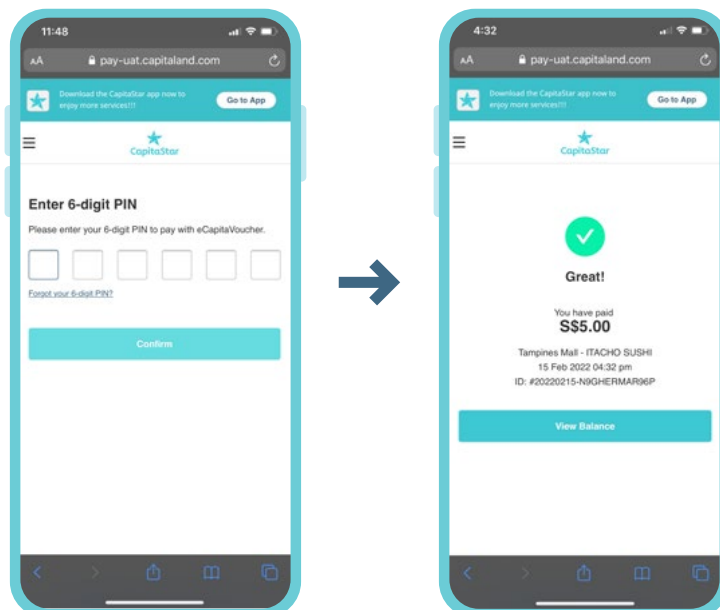 11:48
AA pay-uat.capitaland.com
Download the CapitaStar app now to
enjoy more services!!!
Go to App
CapitaStar
Enter 6-digit PIN
Please enter your 6-digit PIN to pay with eCapitaVoucher.
Forgot your 6-digit PIN?
Confirm
4:32
AA pay-uat.capitaland.com
Download the CapitaStar app now to
enjoy more services!!!
Go to App
CapitaStar
Great!
You have paid
S$5.00
Tampines Mall - ITACHO SUSHI
15 Feb 2022 04:32 pm
ID: #20220215-N9GHERMAR96P
View Balance